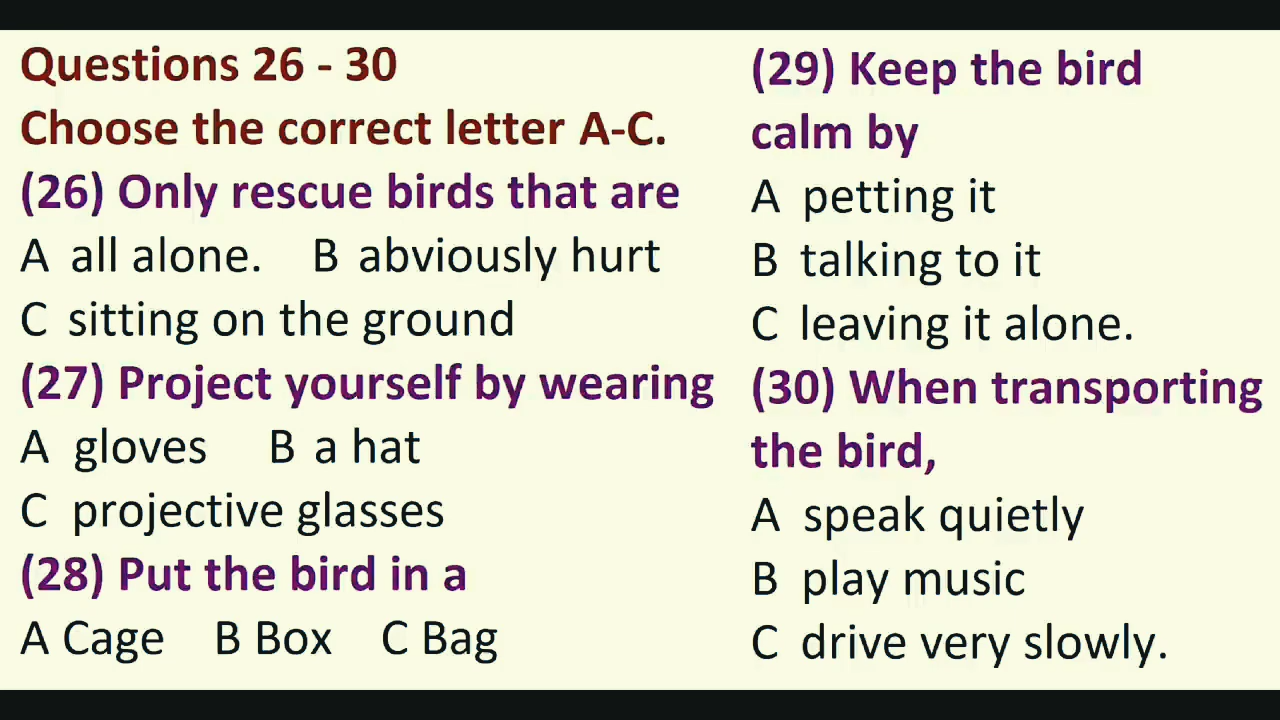 Questions 26 - 30
Choose the correct letter A-C.
(26) Only rescue birds that are
A all alone. B abviously hurt
C sitting on the ground
(27) Project yourself by wearing
A gloves B a hat
C projective glasses
(28) Put the bird in a
A Cage B Box C Bag
(29) Keep the bird
calm by
A petting it
B talking to it
C leaving it alone.
(30) When transporting
the bird,
A speak quietly
B play music
C drive very slowly.